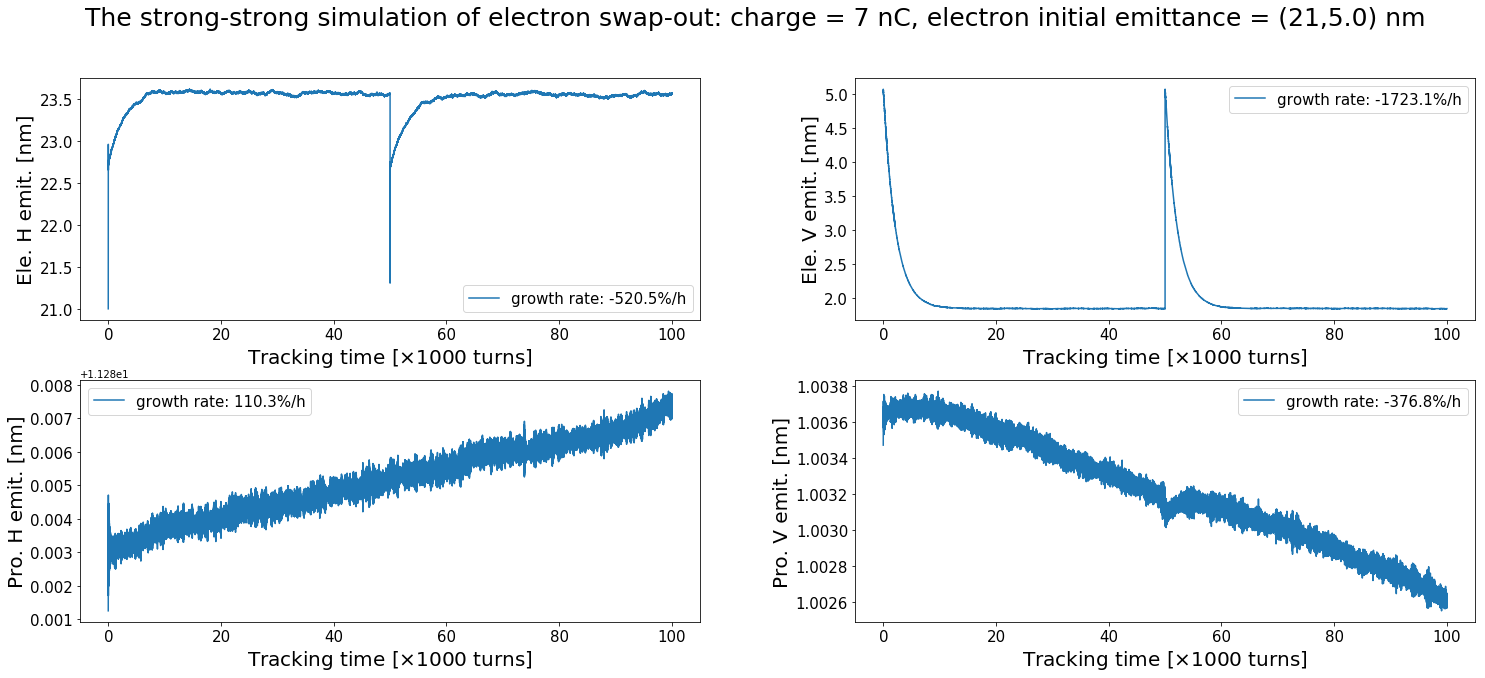 The strong-strong simulation of electron swap-out: charge = 7 nC, electron initial emittance = (21,5.0) nm
Ele. H emit. [nm]
23.5
23.0
22.5
22.0
21.5
21.0
growth rate: -520.5%/h
0 20 40 60 80 100
Tracking time [×1000 turns]
Ele. V emit. [nm]
5.0
4.5
4.0
3.5
3.0
2.5
2.0
growth rate: -1723.1%/h
0 20 40 60 80 100
Tracking time [×1000 turns]
+1.128e1
Pro. H emit. [nm]
0.008
0.007
0.006
0.005
0.004
0.003
0.002
0.001
growth rate: 110.3%/h
0 20 40 60 80 100
Tracking time [×1000 turns]
Pro. V emit. [nm]
1.0038
1.0036
1.0034
1.0032
1.0030
1.0028
1.0026
growth rate: -376.8%/h
0 20 40 60 80 100
Tracking time [×1000 turns]